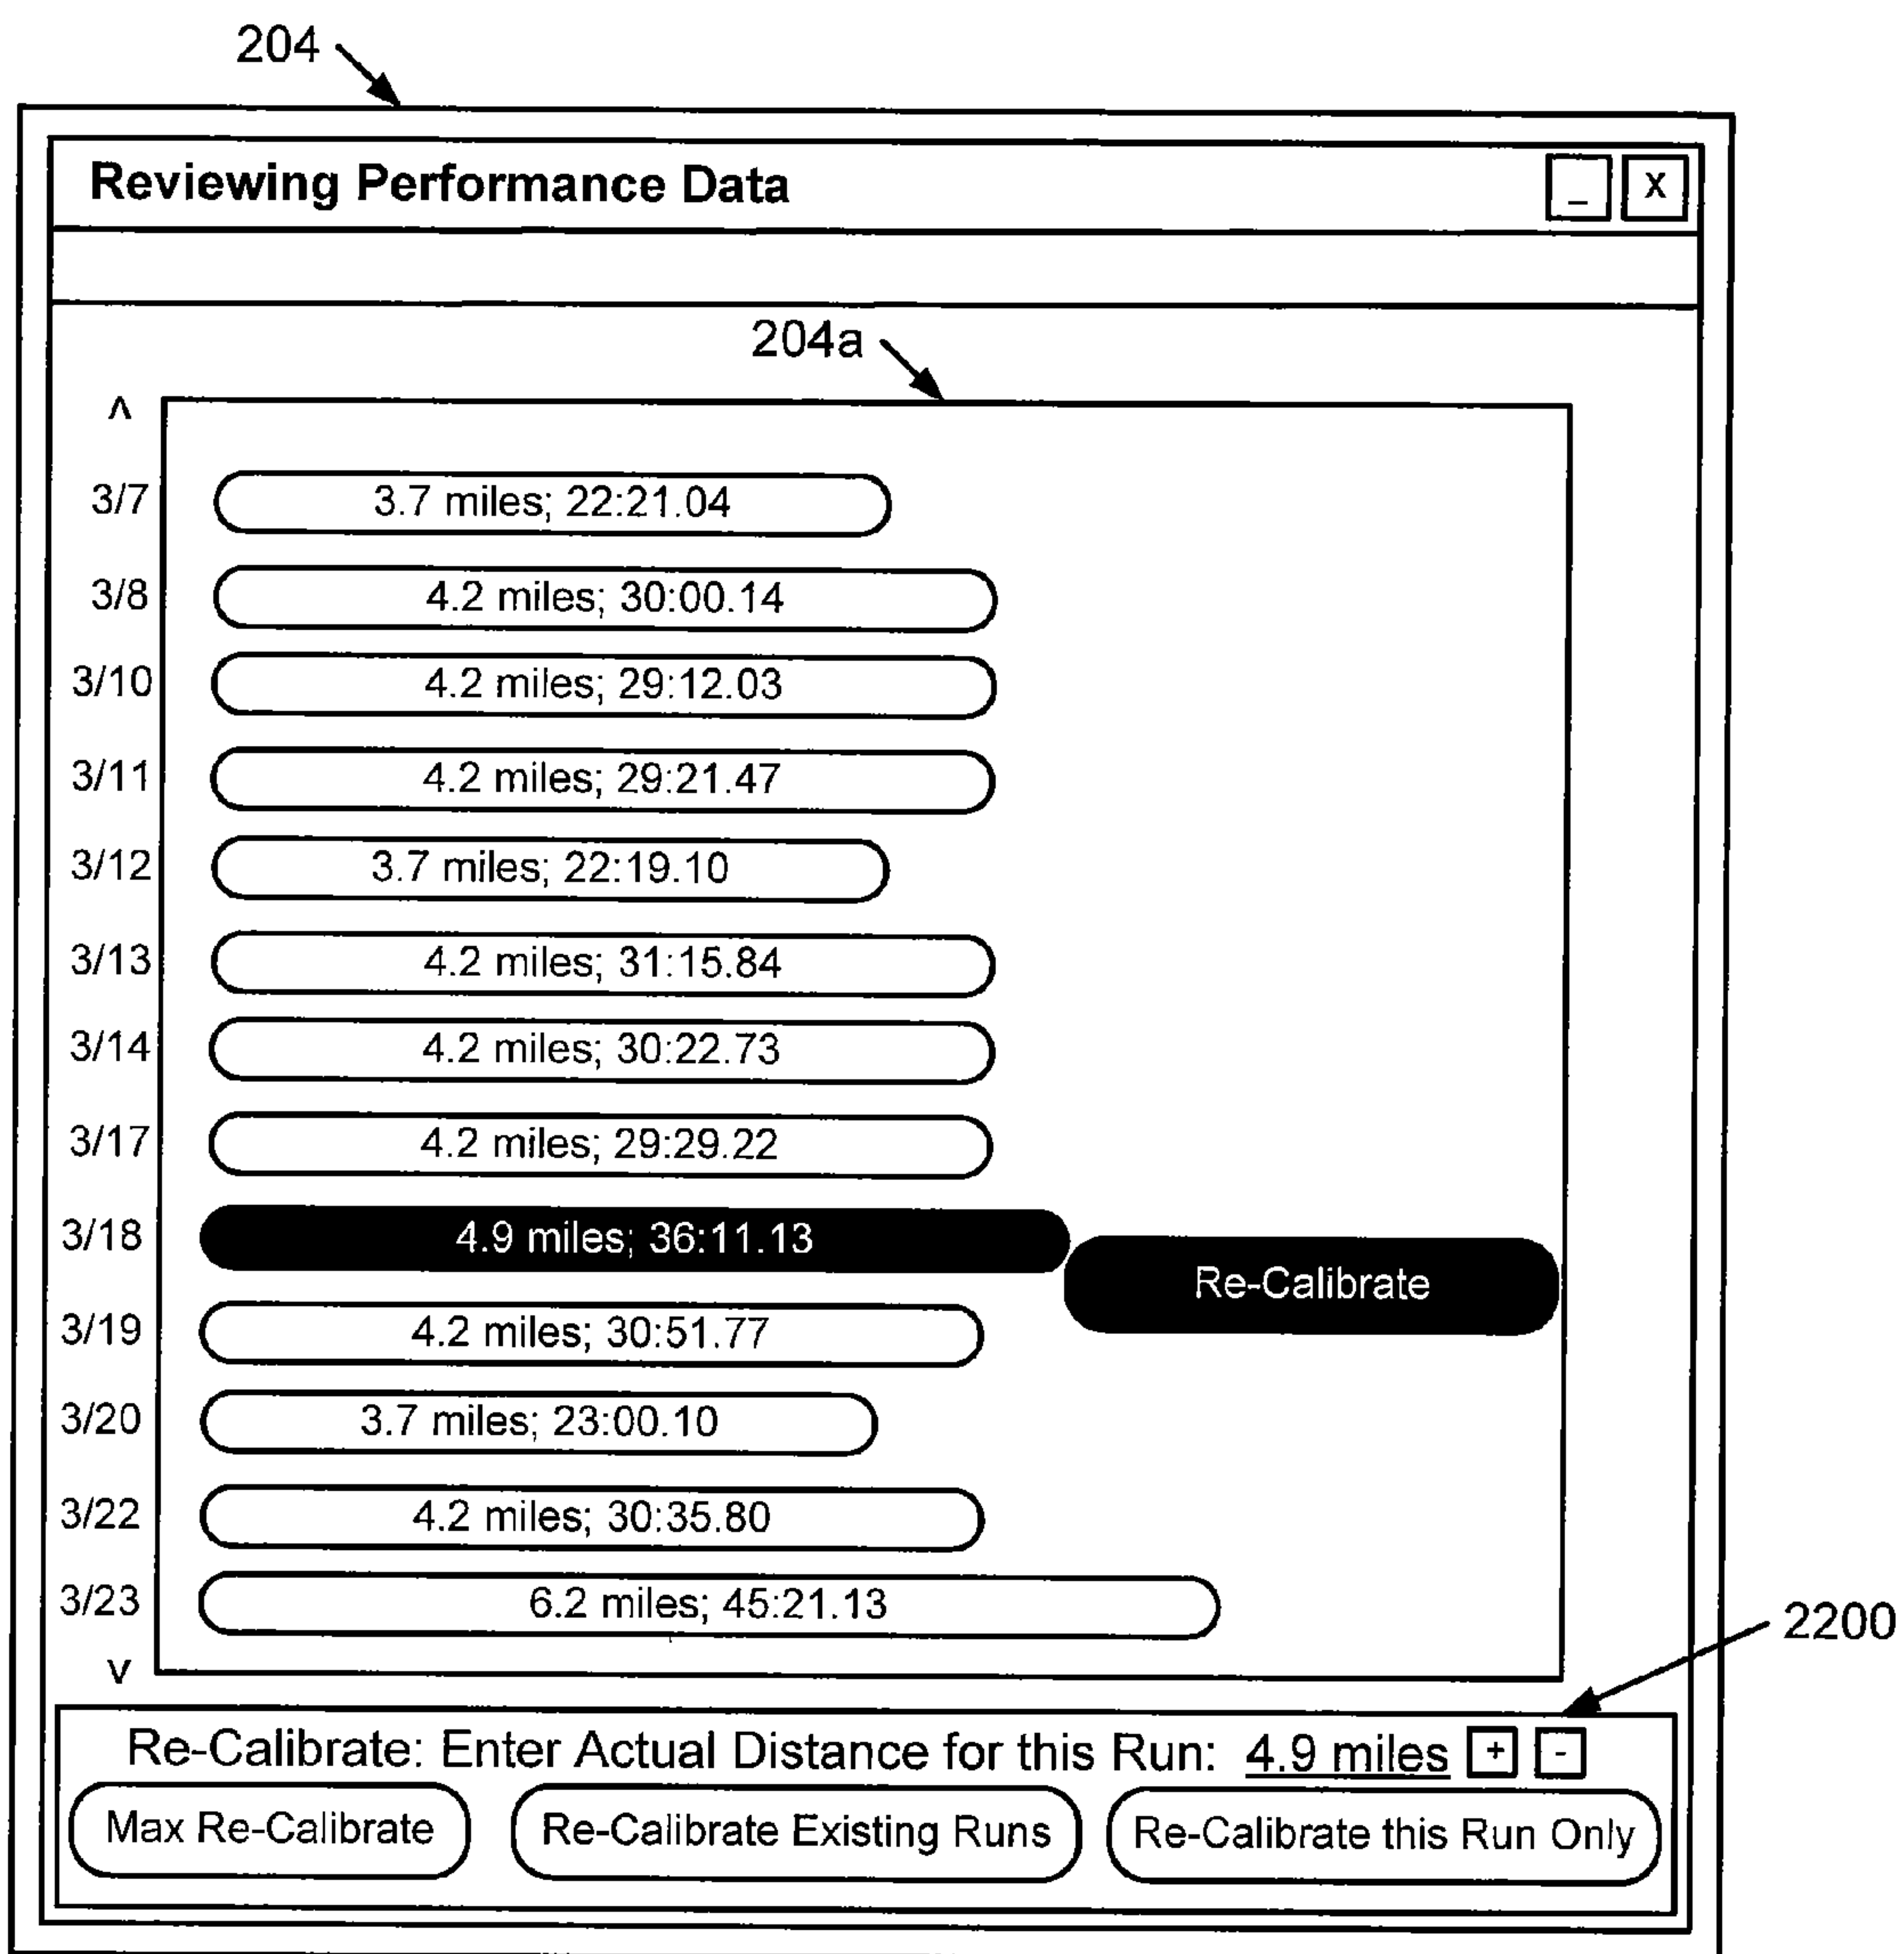 204
Reviewing Performance Data _ X
204a
^
3/7 3.7 miles; 22:21.04
3/8 4.2 miles; 30:00.14
3/10 4.2 miles; 29:12.03
3/11 4.2 miles; 29:21.47
3/12 3.7 miles; 22:19.10
3/13 4.2 miles; 31:15.84
3/14 4.2 miles; 30:22.73
3/17 4.2 miles; 29:29.22
3/18 4.9 miles; 36:11.13
Re-Calibrate
3/19 4.2 miles; 30:51.77
3/20 3.7 miles; 23:00.10
3/22 4.2 miles; 30:35.80
3/23 6.2 miles; 45:21.13
2200
v
Re-Calibrate: Enter Actual Distance for this Run: 4.9 miles + -
Max Re-Calibrate Re-Calibrate Existing Runs Re-Calibrate this Run Only